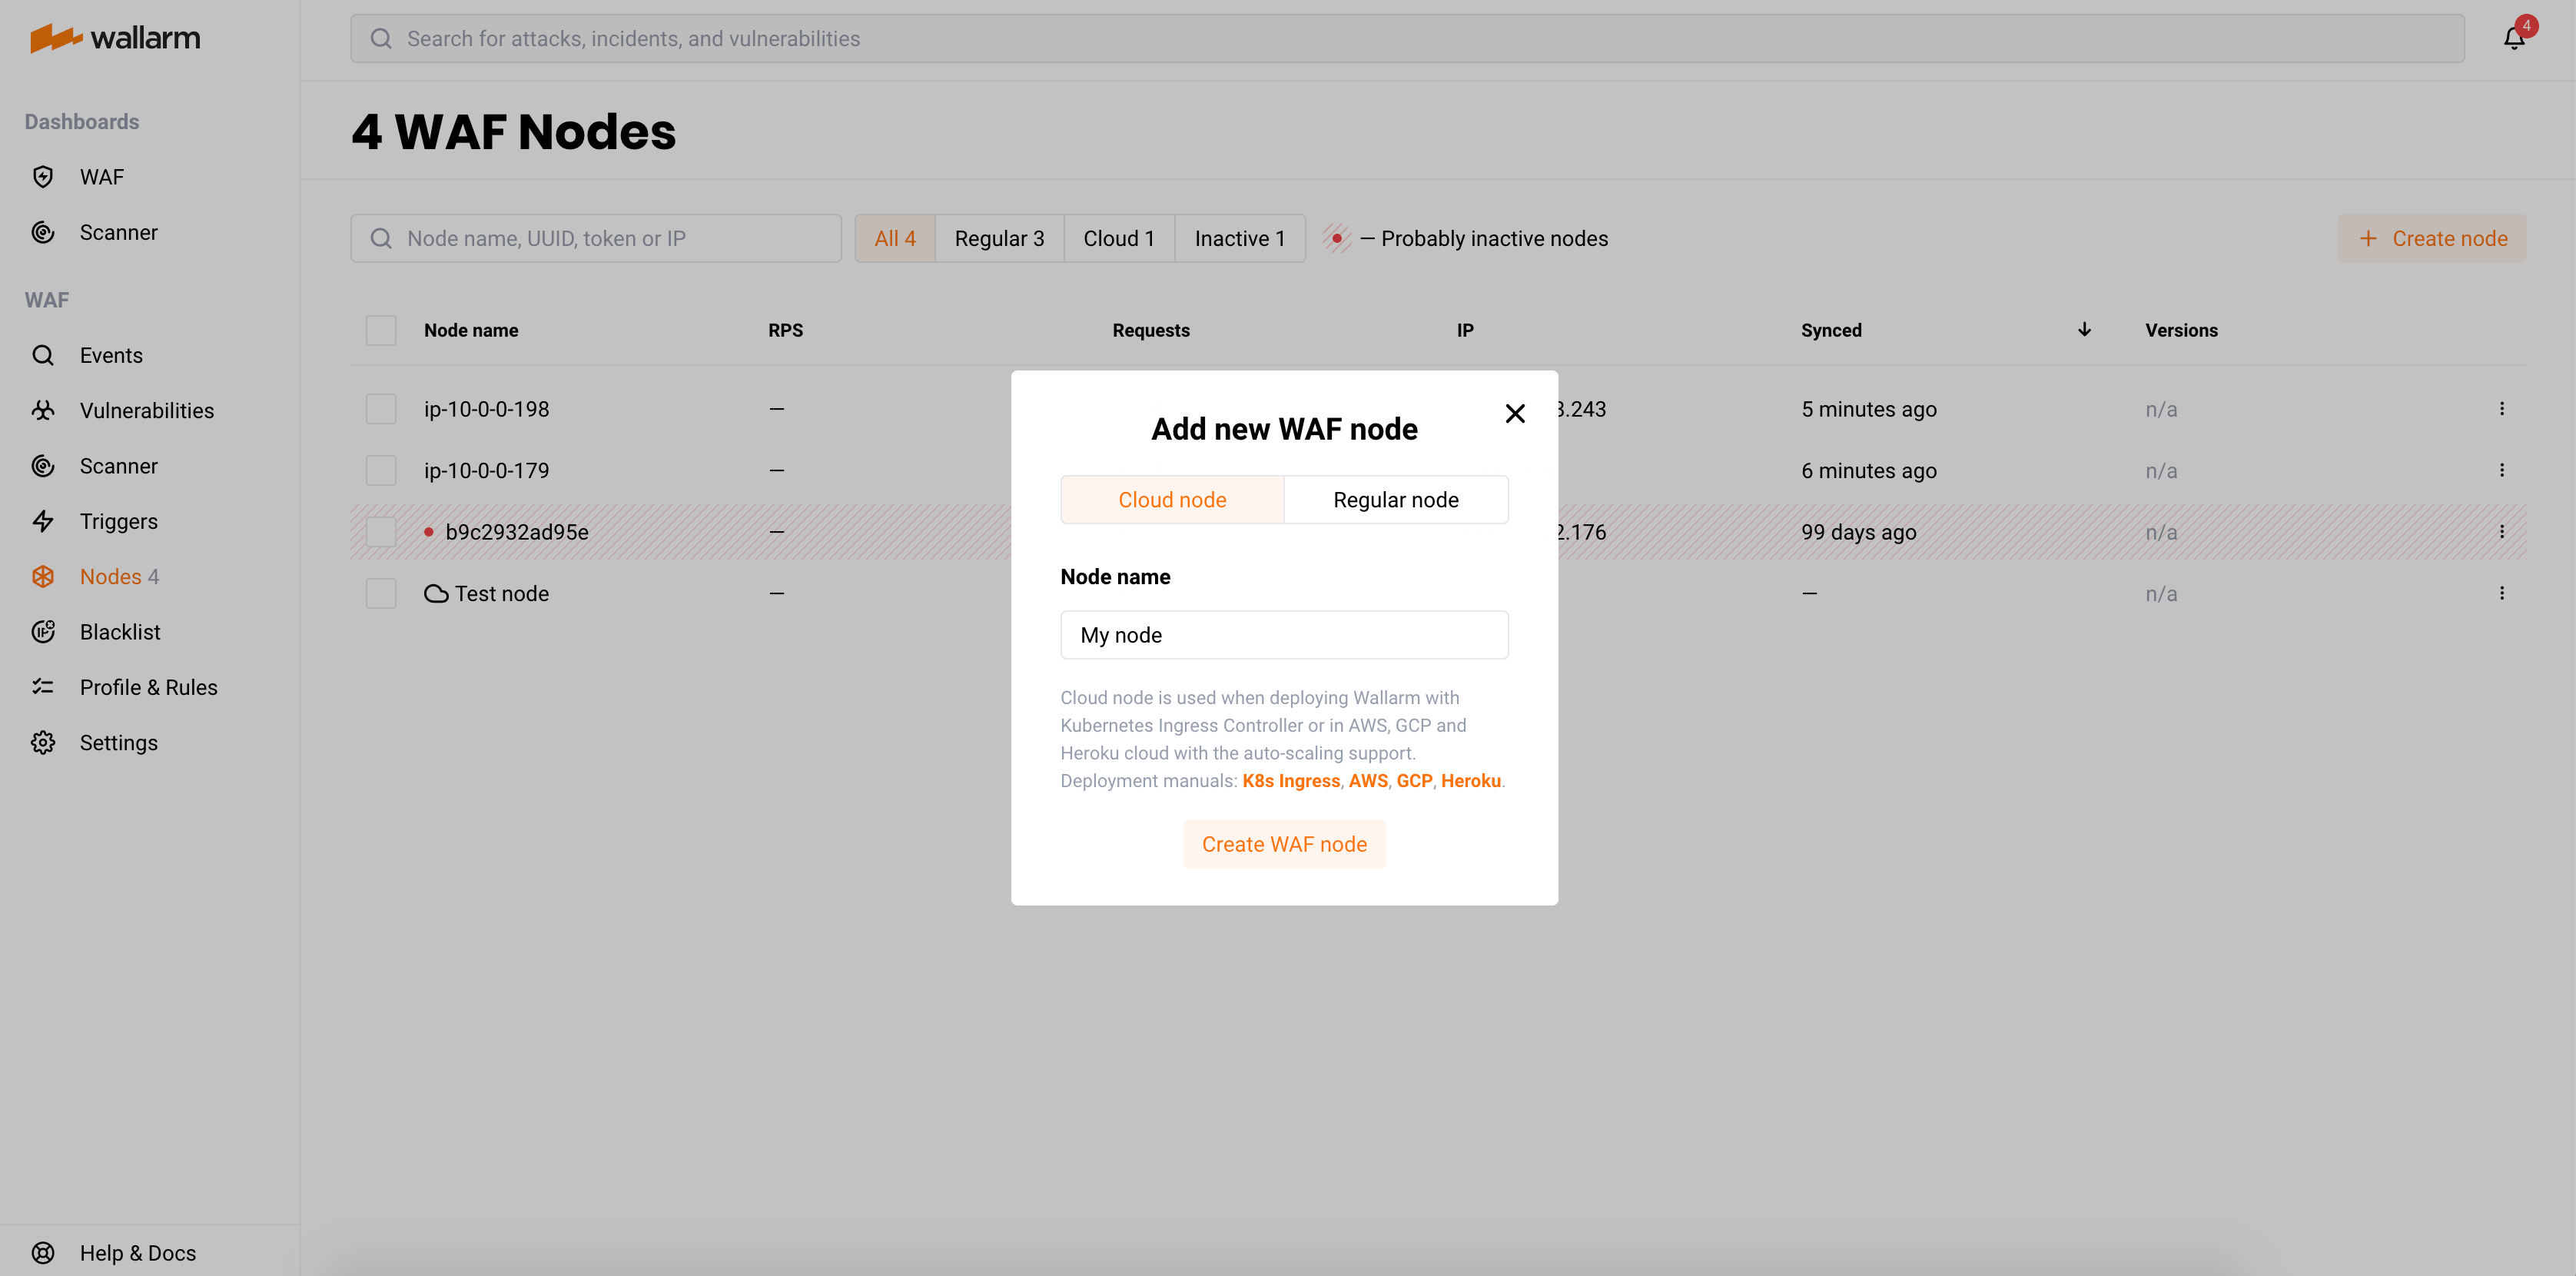 wallarm
Search for attacks, incidents, and vulnerabilities
4
Dashboards
WAF
Scanner
WAF
Events
Vulnerabilities
Scanner
Triggers
Nodes 4
Blacklist
Profile & Rules
Settings
Help & Docs
4 WAF Nodes
Node name, UUID, token or IP
All 4 Regular 3 Cloud 1 Inactive 1 — Probably inactive nodes
+ Create node
Node name RPS Requests IP Synced ↓ Versions
ip-10-0-0-198 — .243 5 minutes ago n/a
ip-10-0-0-179 — 6 minutes ago n/a
b9c2932ad95e — .176 99 days ago n/a
Test node — — n/a
Add new WAF node
Cloud node Regular node
Node name
My node
Cloud node is used when deploying Wallarm with
Kubernetes Ingress Controller or in AWS, GCP and
Heroku cloud with the auto-scaling support.
Deployment manuals: K8s Ingress, AWS, GCP, Heroku.
Create WAF node